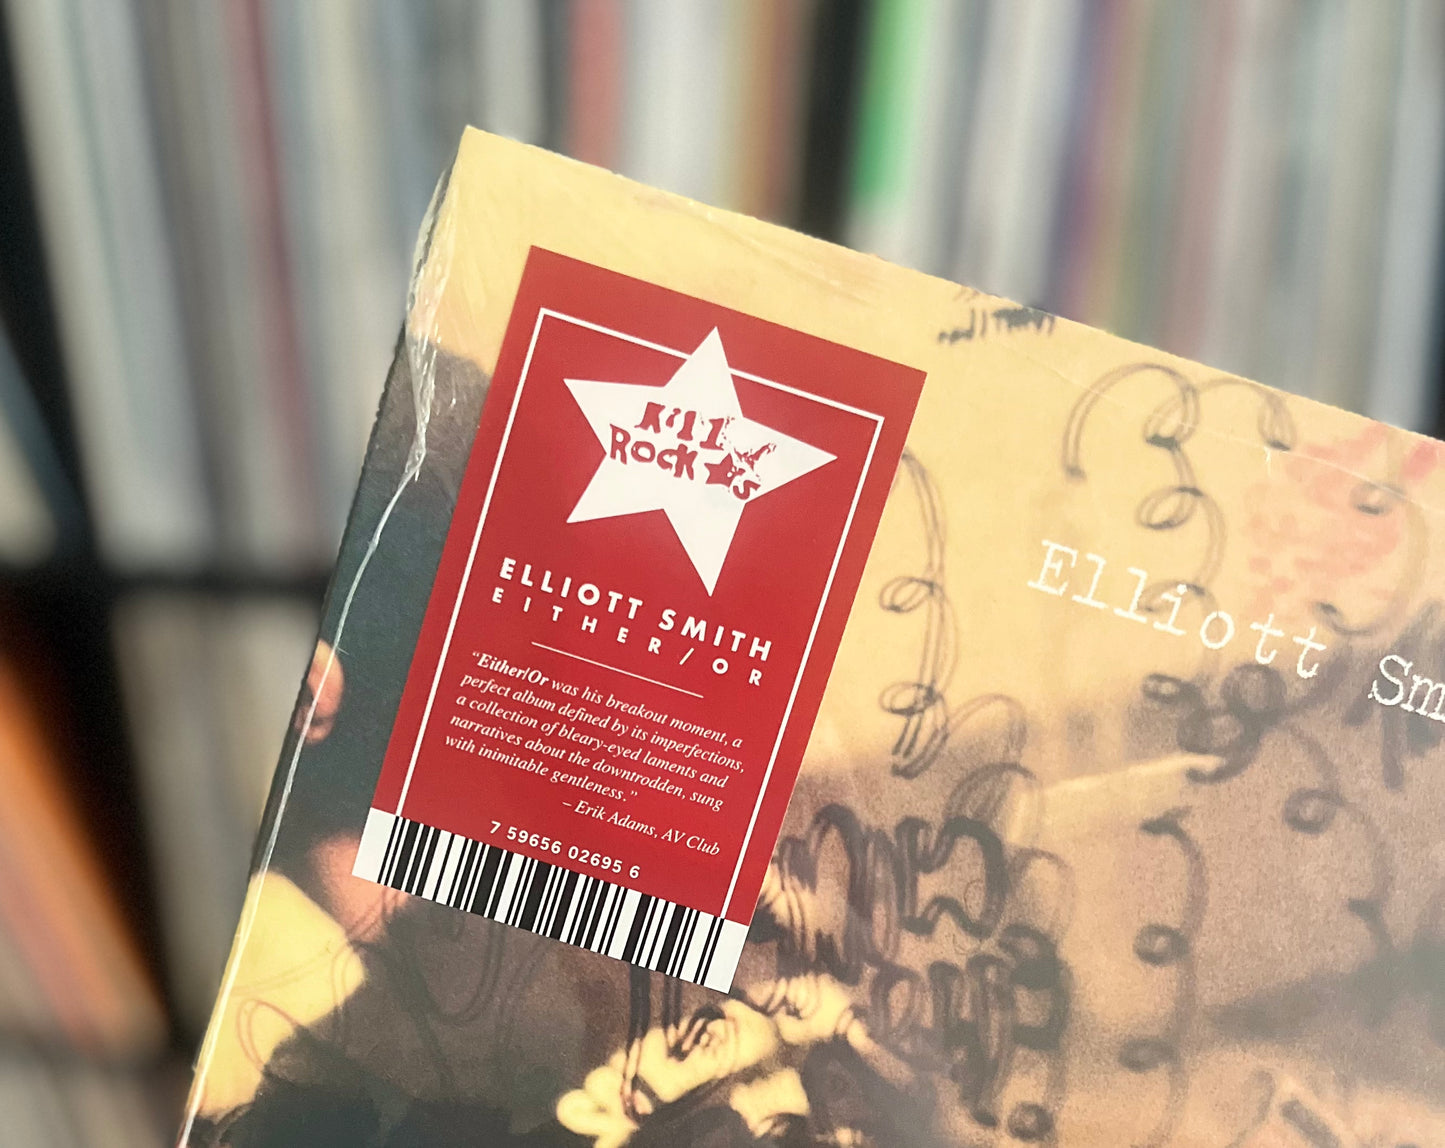 Kill
ROCK ★s
ELLIOTT SMITH
EITHER/OR
“Either/Or was his breakout moment, a
perfect album defined by its imperfections,
a collection of bleary-eyed laments and
narratives about the downtrodden, sung
with inimitable gentleness.”
– Erik Adams, AV Club
7 59656 02695 6
Elliott Sm